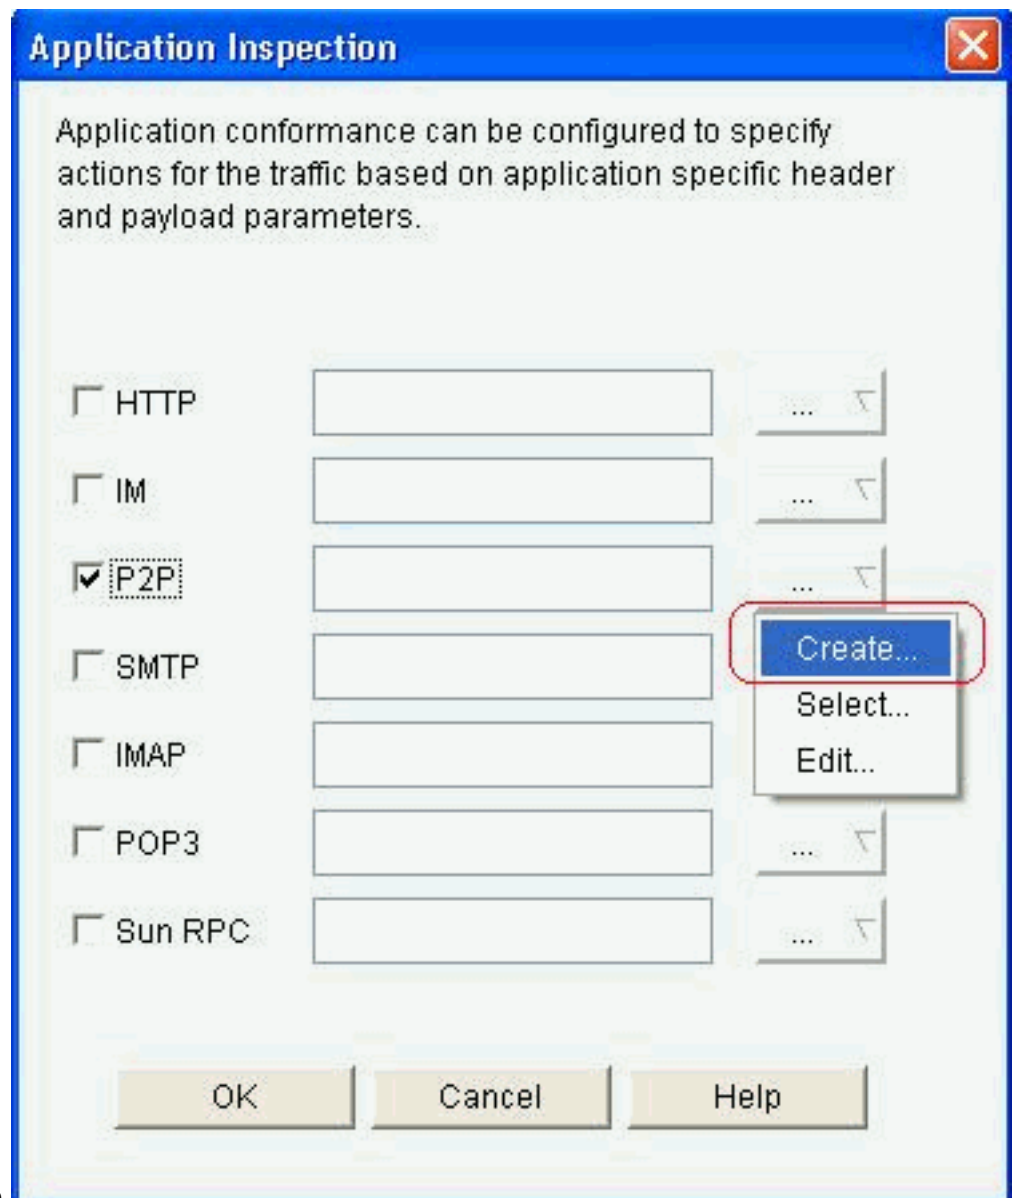 Application Inspection
Application conformance can be configured to specify
actions for the traffic based on application specific header
and payload parameters.
HTTP
...
IM
...
P2P
...
Create...
SMTP
Select...
IMAP
Edit...
POP3
...
Sun RPC
...
OK
Cancel
Help